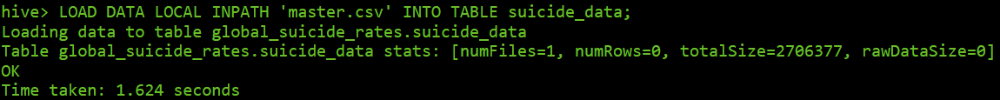 hive> LOAD DATA LOCAL INPATH 'master.csv' INTO TABLE suicide_data;
Loading data to table global_suicide_rates.suicide_data
Table global_suicide_rates.suicide_data stats: [numFiles=1, numRows=0, totalSize=2706377, rawDataSize=0]
OK
Time taken: 1.624 seconds